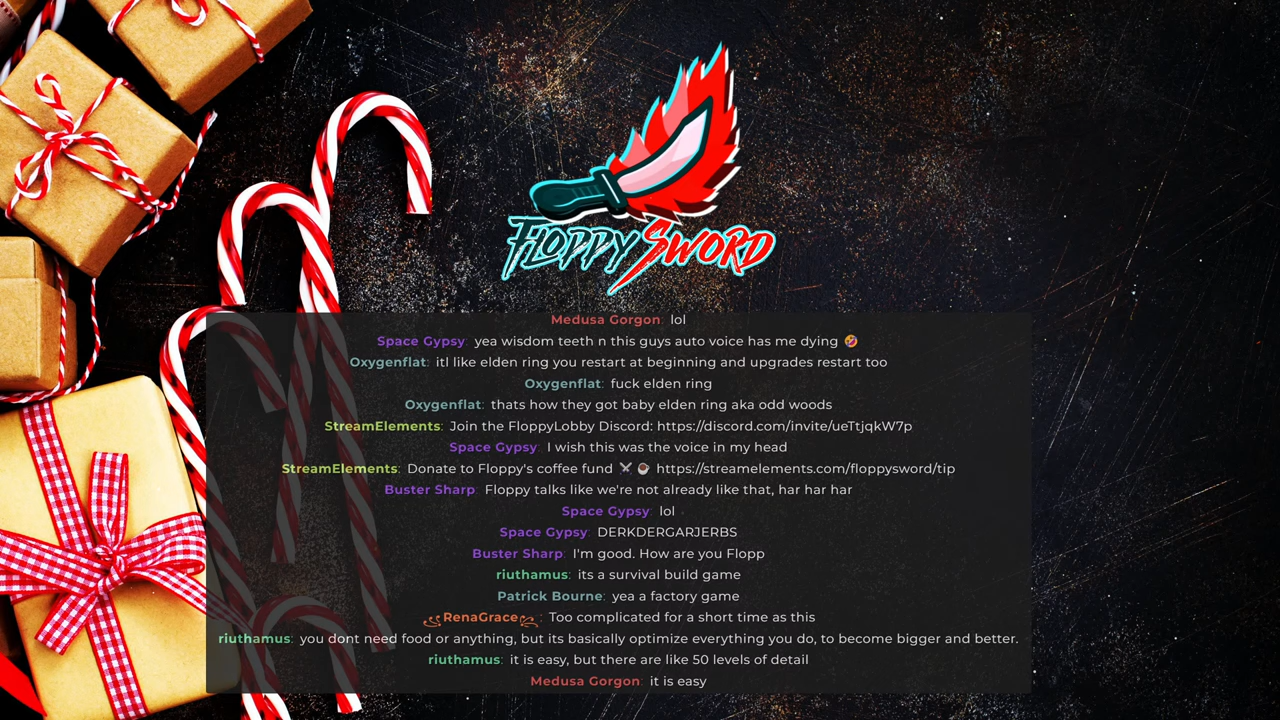 Floppy Sword
Medusa Gorgon: lol
Space Gypsy: yea wisdom teeth n this guys auto voice has me dying 🤣
Oxygenflat: itl like elden ring you restart at beginning and upgrades restart too
Oxygenflat: fuck elden ring
Oxygenflat: thats how they got baby elden ring aka odd woods
StreamElements: Join the FloppyLobby Discord: https://discord.com/invite/ueTtjqkW7p
Space Gypsy: I wish this was the voice in my head
StreamElements: Donate to Floppy's coffee fund ⚔️ ☕ https://streamelements.com/floppysword/tip
Buster Sharp: Floppy talks like we're not already like that, har har har
Space Gypsy: lol
Space Gypsy: DERKDERGARJERBS
Buster Sharp: I'm good. How are you Flopp
riuthamus: its a survival build game
Patrick Bourne: yea a factory game
꧁RenaGrace꧂: Too complicated for a short time as this
riuthamus: you dont need food or anything, but its basically optimize everything you do, to become bigger and better.
riuthamus: it is easy, but there are like 50 levels of detail
Medusa Gorgon: it is easy